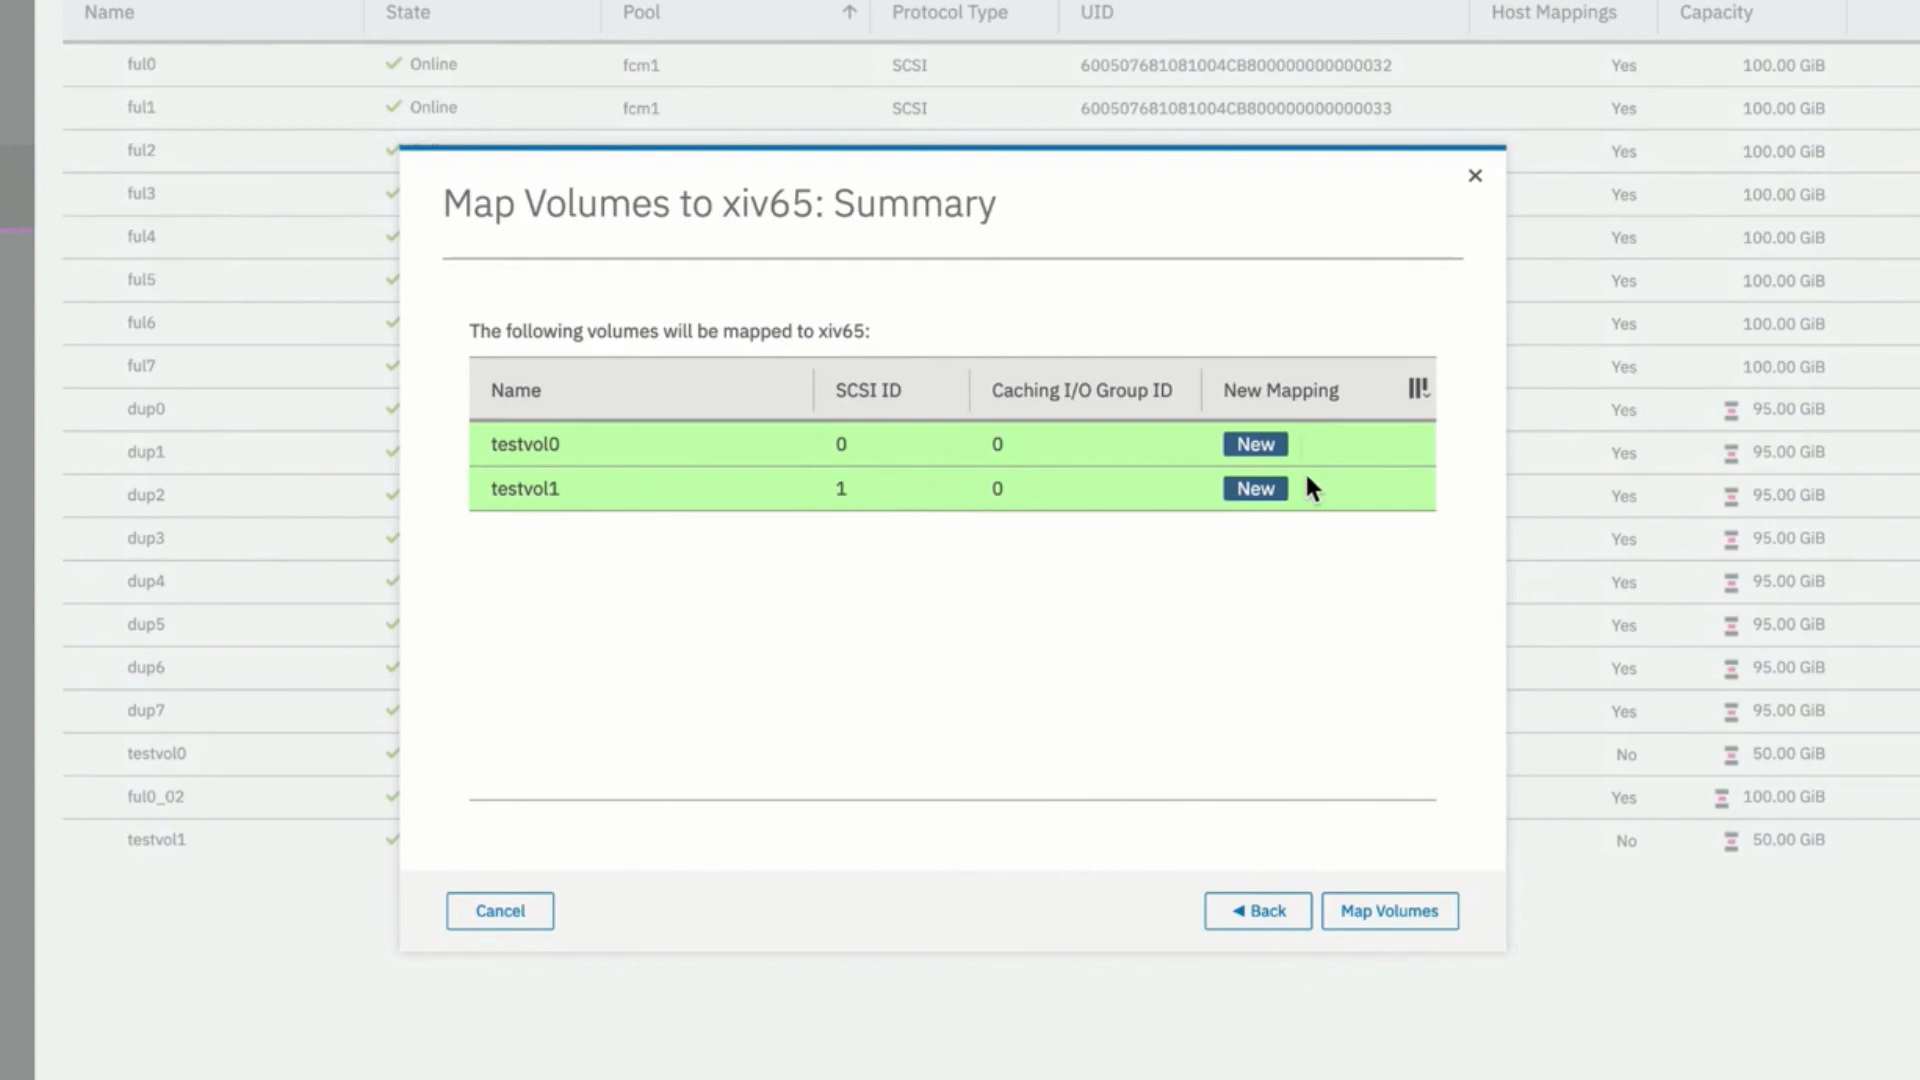 Name State Pool Protocol Type UID Host Mappings Capacity
ful0 Online fcm1 SCSI 600507681081004CB800000000000032 Yes 100.00 GiB
ful1 Online fcm1 SCSI 600507681081004CB800000000000033 Yes 100.00 GiB
ful2 Yes 100.00 GiB
ful3 Yes 100.00 GiB
ful4 Yes 100.00 GiB
ful5 Yes 100.00 GiB
ful6 Yes 100.00 GiB
ful7 Yes 100.00 GiB
dup0 Yes 95.00 GiB
dup1 Yes 95.00 GiB
dup2 Yes 95.00 GiB
dup3 Yes 95.00 GiB
dup4 Yes 95.00 GiB
dup5 Yes 95.00 GiB
dup6 Yes 95.00 GiB
dup7 Yes 95.00 GiB
testvol0 No 50.00 GiB
ful0_02 Yes 100.00 GiB
testvol1 No 50.00 GiB
Map Volumes to xiv65: Summary
The following volumes will be mapped to xiv65:
Name SCSI ID Caching I/O Group ID New Mapping
testvol0 0 0 New
testvol1 1 0 New
Cancel Back Map Volumes